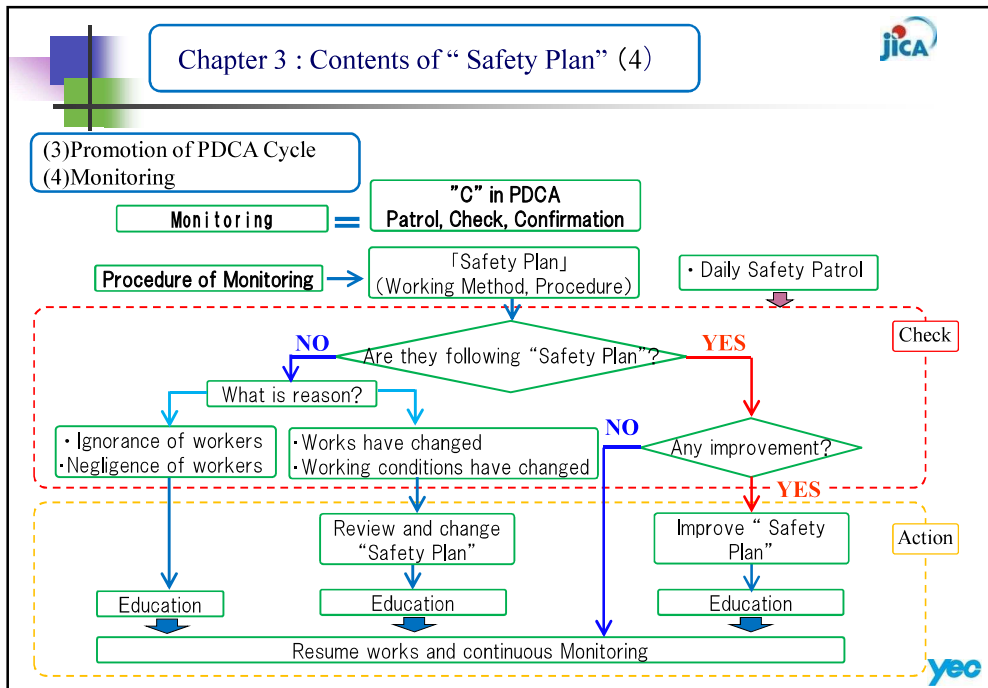 Chapter 3 : Contents of “ Safety Plan” (4)
jICA
(3)Promotion of PDCA Cycle
(4)Monitoring
Monitoring
=
”C” in PDCA
Patrol, Check, Confirmation
Procedure of Monitoring
「Safety Plan」
(Working Method, Procedure)
・Daily Safety Patrol
Check
NO
Are they following “Safety Plan”?
YES
What is reason?
・Ignorance of workers
・Negligence of workers
・Works have changed
・Working conditions have changed
NO
Any improvement?
YES
Action
Review and change
“Safety Plan”
Improve “ Safety
Plan”
Education
Education
Education
Resume works and continuous Monitoring
yec